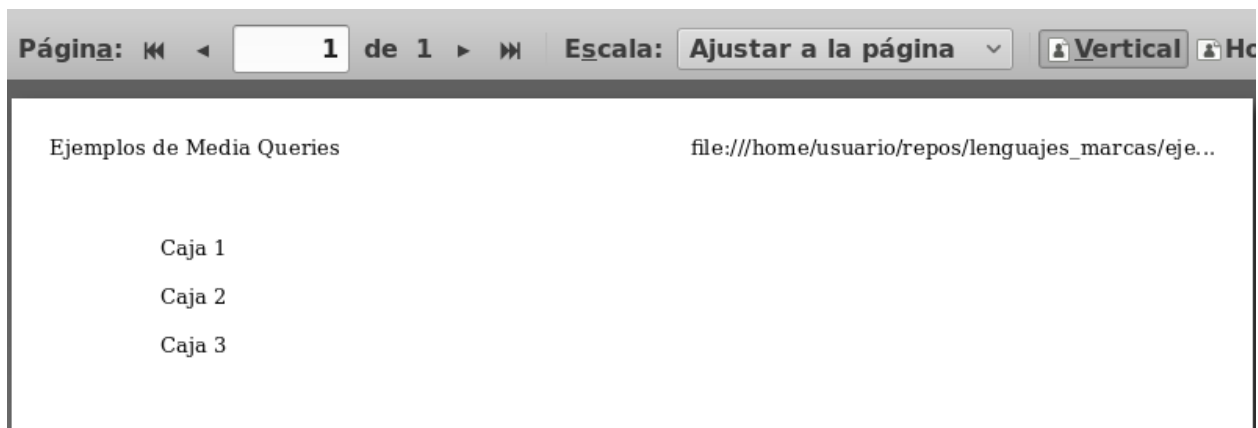 Página: 1 de 1 Escala: Ajustar a la página Vertical Ho
Ejemplos de Media Queries file:///home/usuario/repos/lenguajes_marcas/eje...
Caja 1
Caja 2
Caja 3